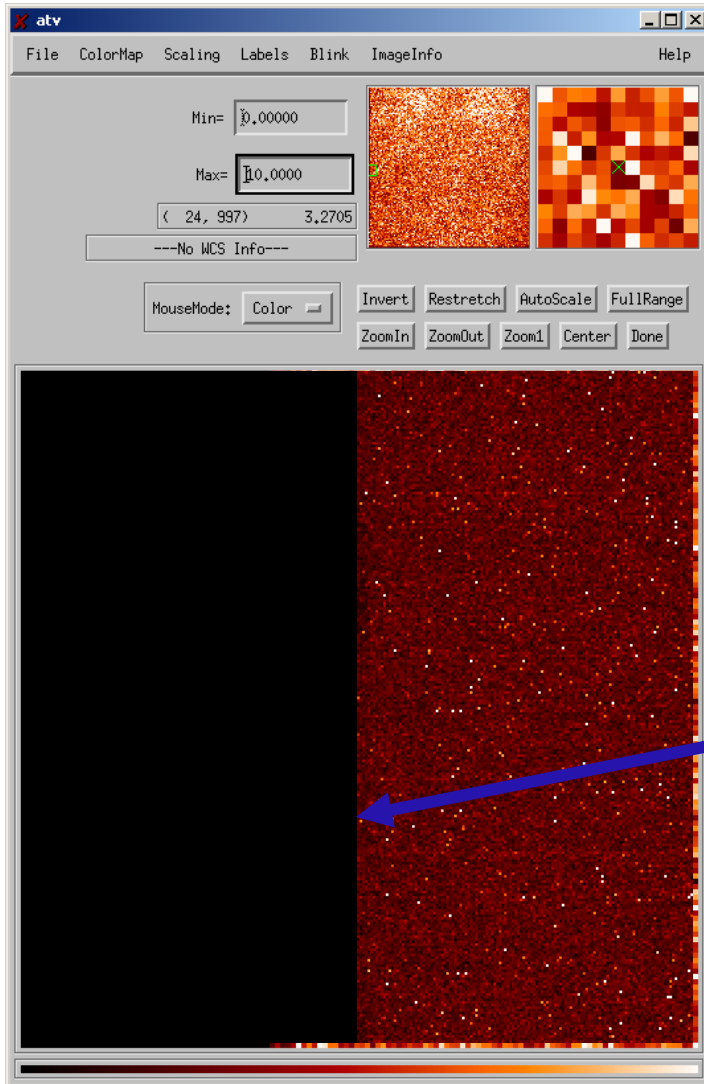 atv
File ColorMap Scaling Labels Blink ImageInfo Help
Min= 0.00000
Max= 10.0000
( 24, 997) 3.2705
---No WCS Info---
MouseMode: Color
Invert Restretch AutoScale FullRange
ZoomIn ZoomOut Zoom1 Center Done